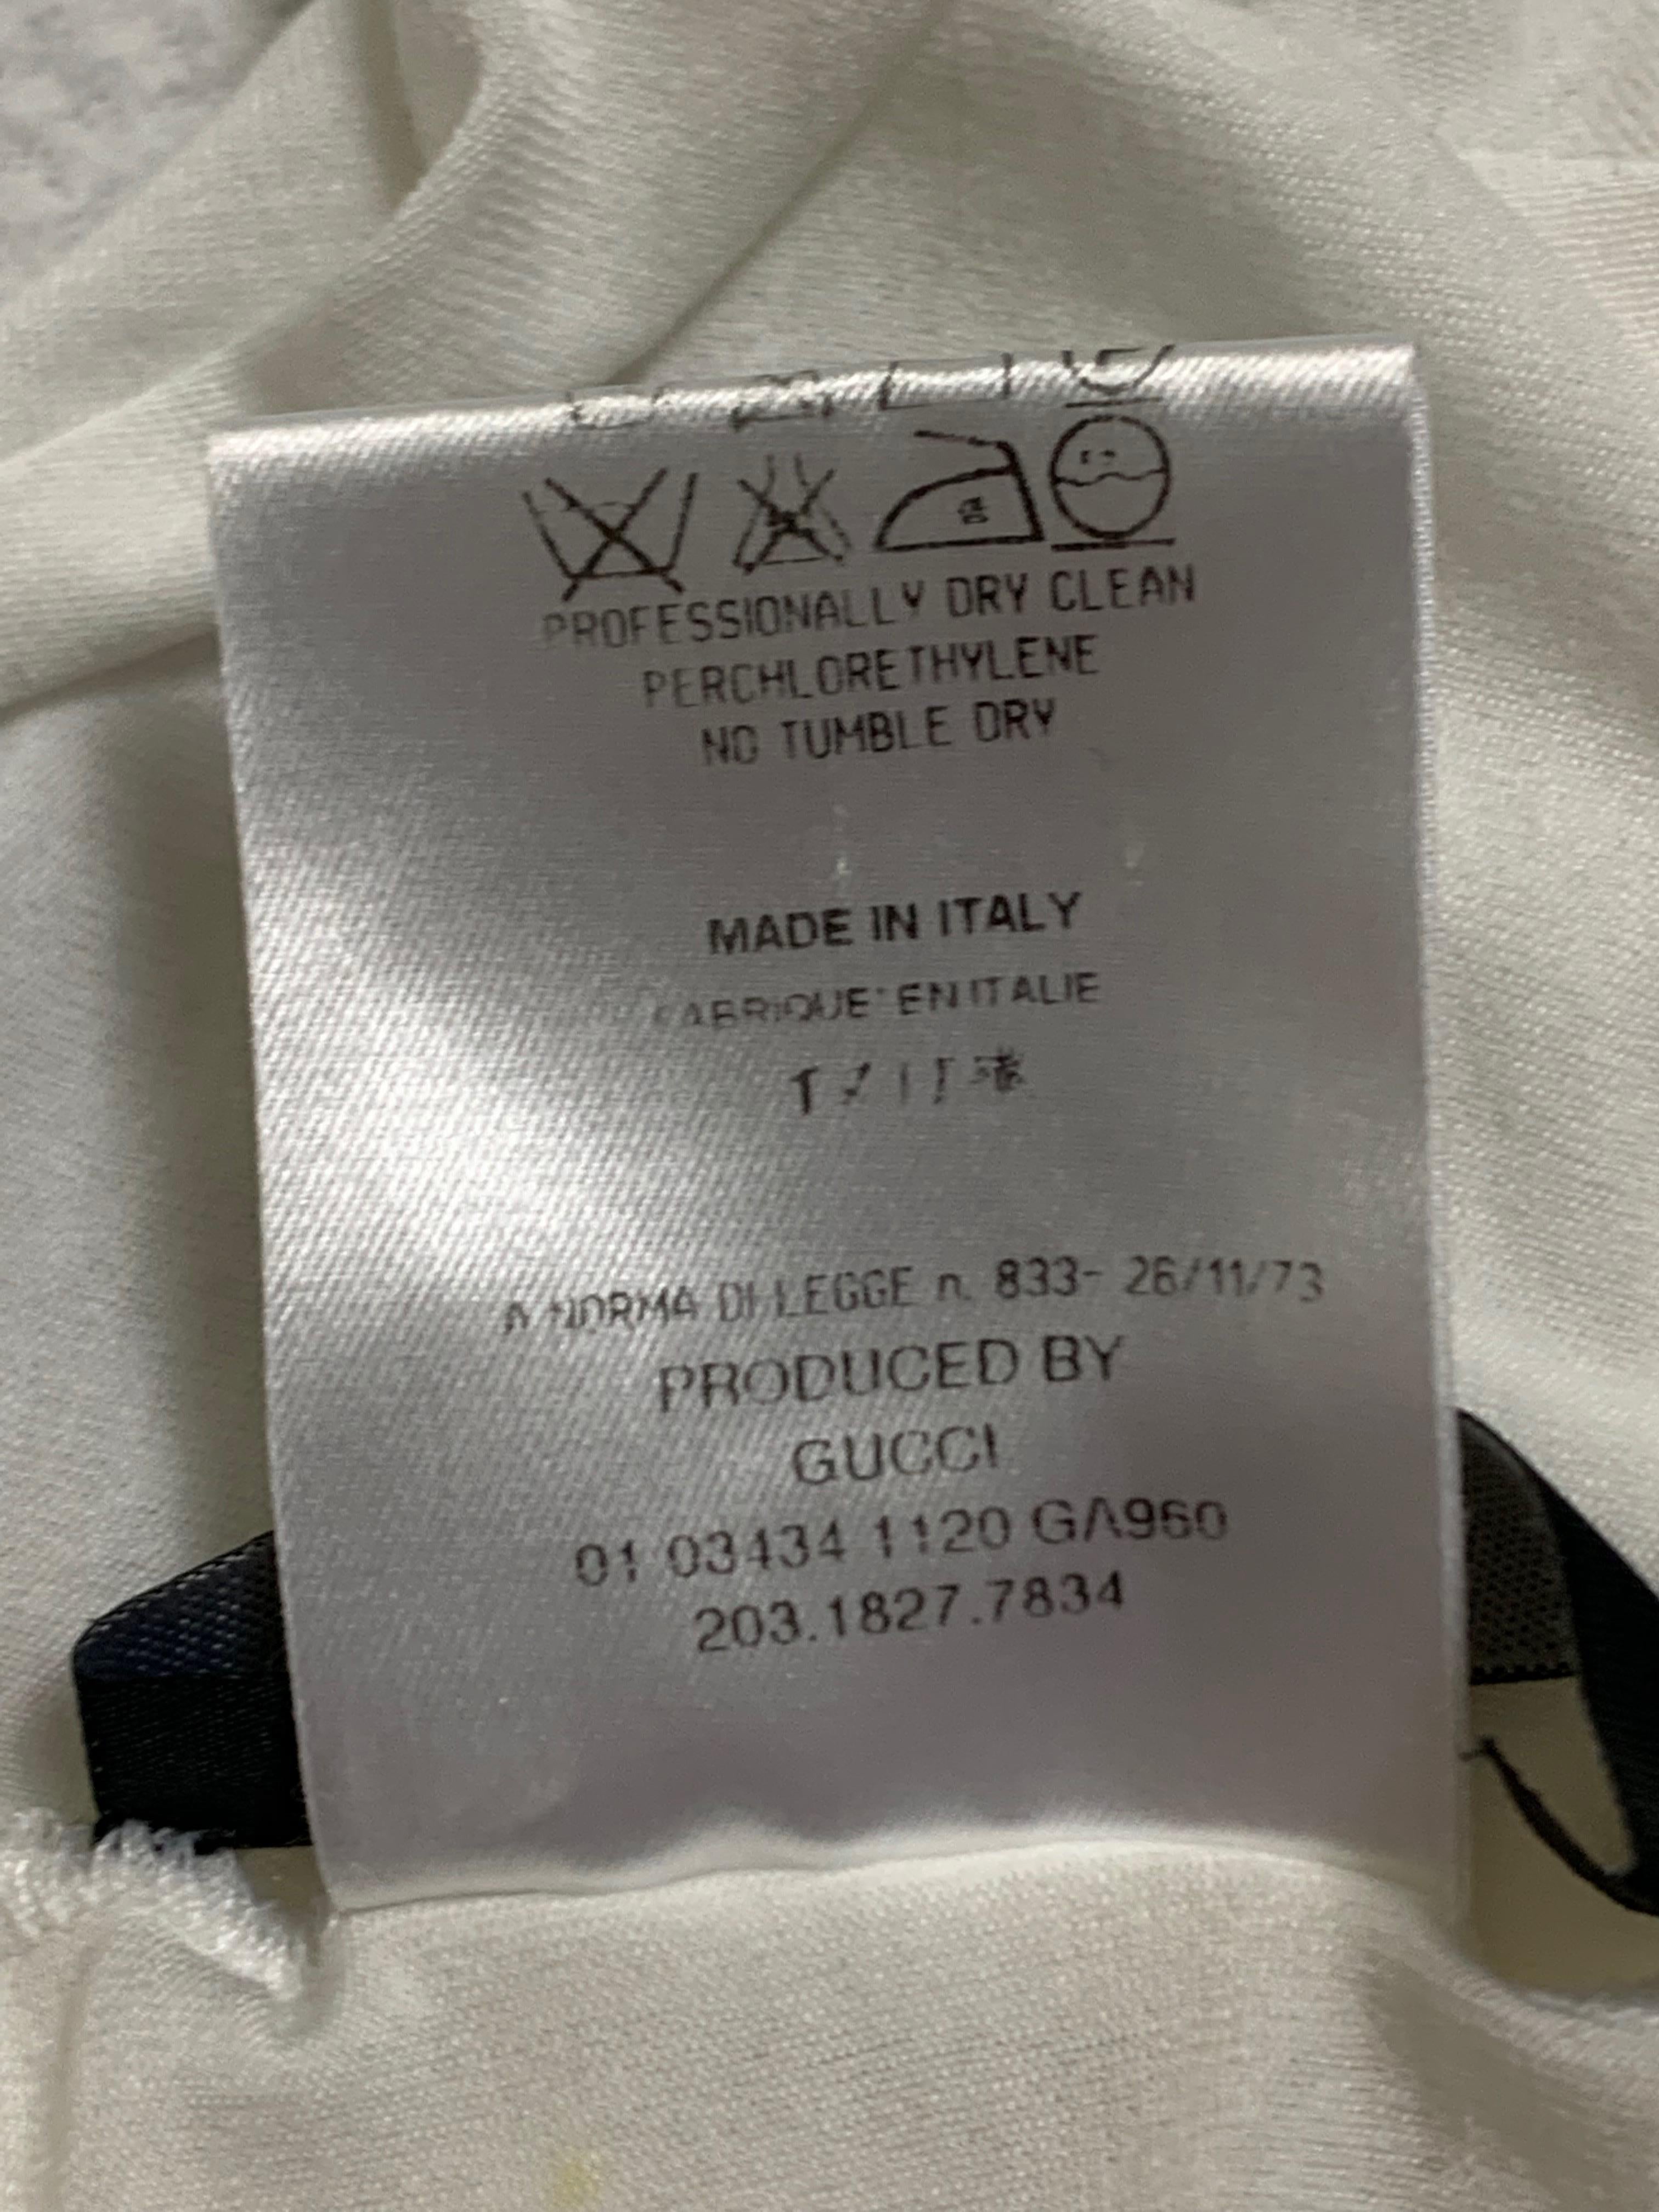 PROFESSIONALLY DRY CLEAN
PERCHLORETHYLENE
NO TUMBLE DRY
MADE IN ITALY
FABRIQUE' EN ITALIE
A NORMA DI LEGGE n. 833- 26/11/73
PRODUCED BY
GUCCI
01 03434 1120 GA960
203.1827.7834